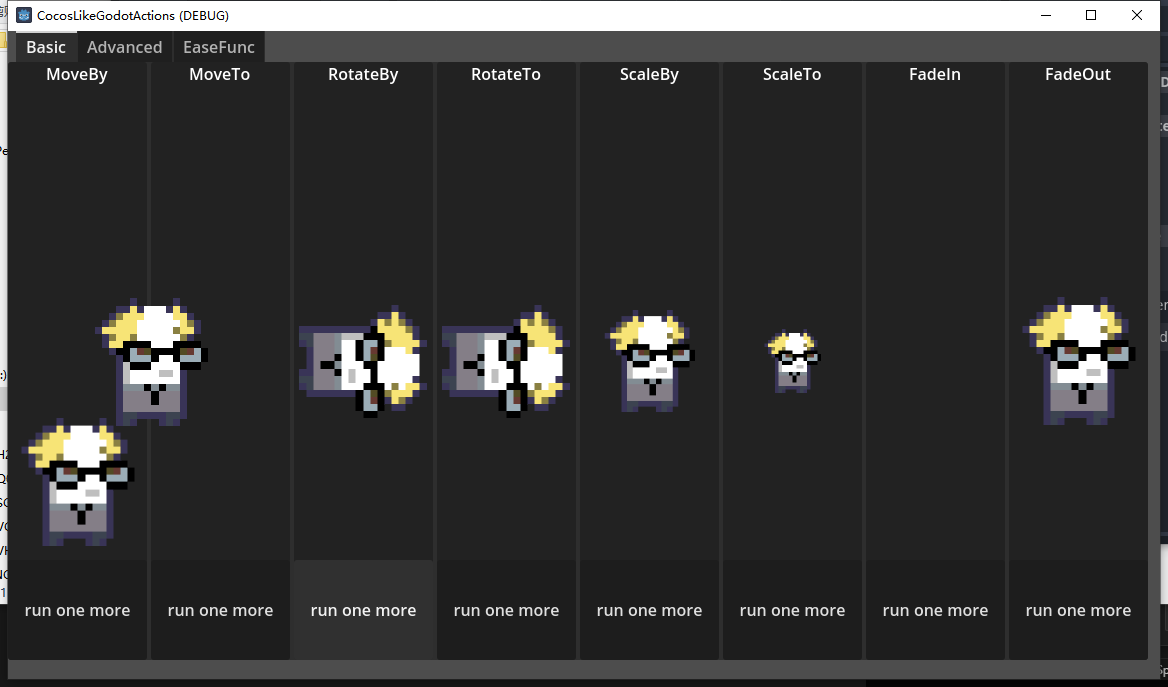 CocosLikeGodotActions (DEBUG)
Basic Advanced EaseFunc
MoveBy MoveTo RotateBy RotateTo ScaleBy ScaleTo FadeIn FadeOut
run one more run one more run one more run one more run one more run one more run one more run one more